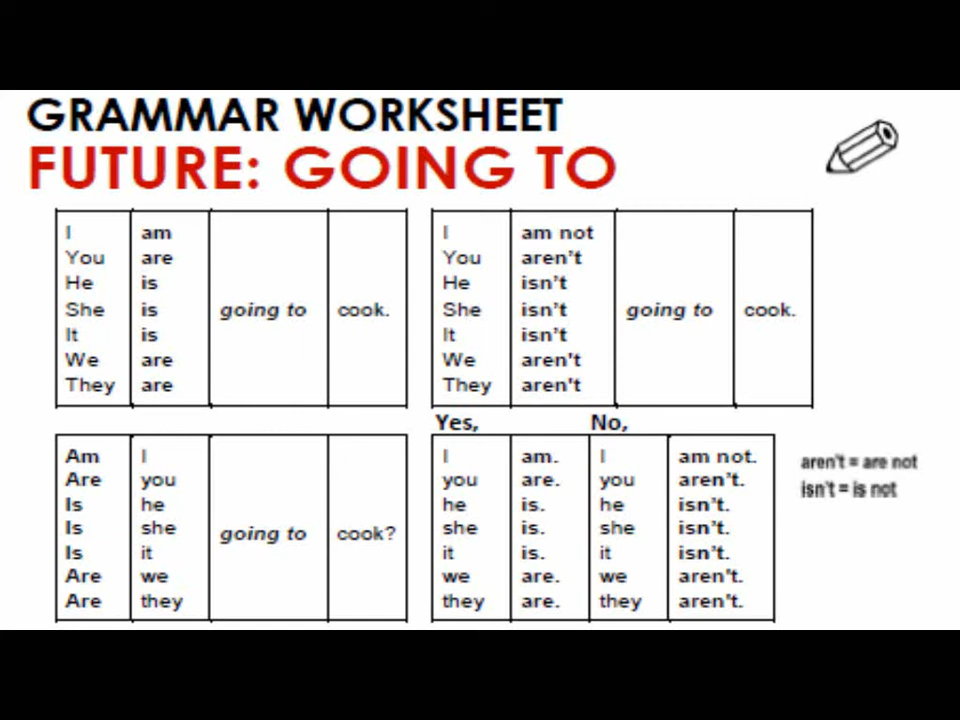 GRAMMAR WORKSHEET
FUTURE: GOING TO
I am
You are
He is
She is going to cook.
It is
We are
They are
I am not
You aren't
He isn't
She isn't going to cook.
It isn't
We aren't
They aren't
Am I
Are you
Is he
Is she going to cook?
Is it
Are we
Are they
Yes, No,
I am. I am not.
you are. you aren't.
he is. he isn't.
she is. she isn't.
it is. it isn't.
we are. we aren't.
they are. they aren't.
aren't = are not
isn't = is not